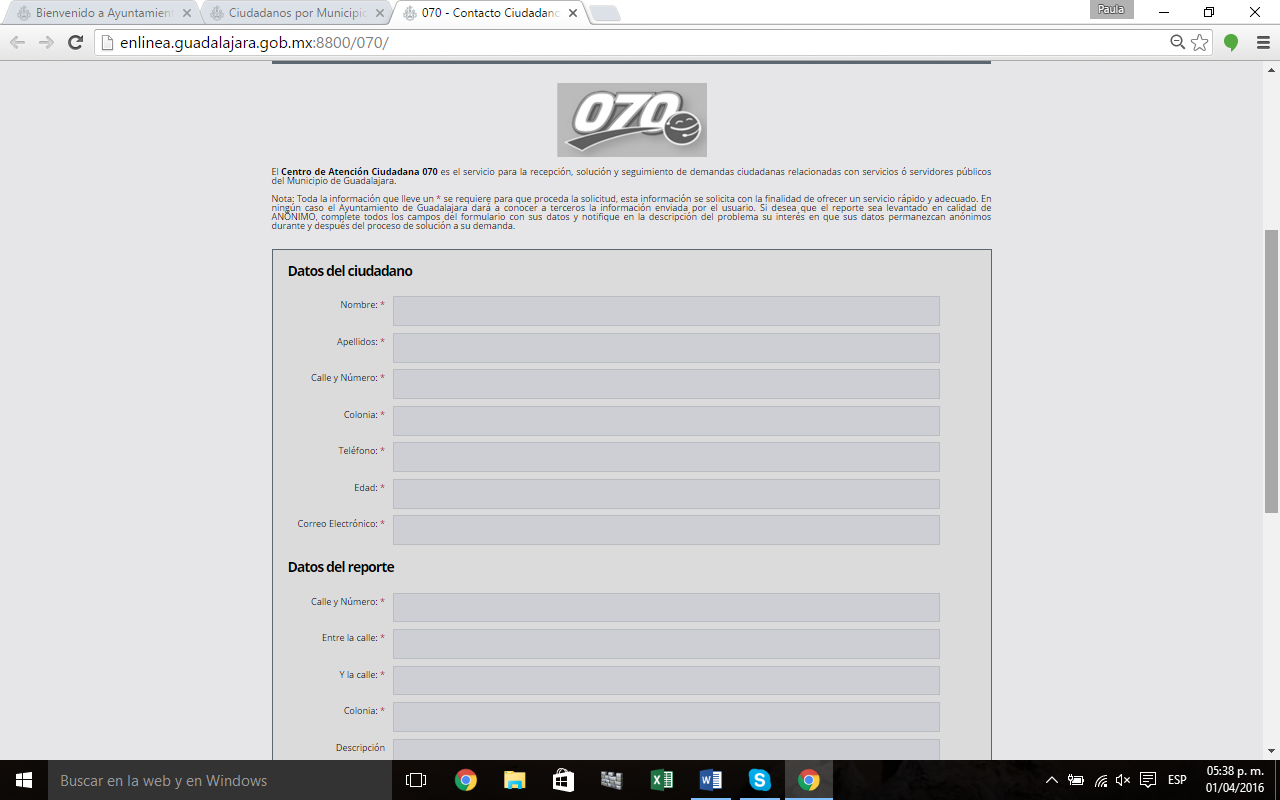 Bienvenido a Ayuntamient
Ciudadanos por Municipio
070 - Contacto Ciudadano
Paula
enlinea.guadalajara.gob.mx:8800/070/
070
El Centro de Atención Ciudadana 070 es el servicio para la recepción, solución y seguimiento de demandas ciudadanas relacionadas con servicios ó servidores públicos
del Municipio de Guadalajara.
Nota: Toda la información que lleve un * se requiere para que proceda la solicitud, esta información se solicita con la finalidad de ofrecer un servicio rápido y adecuado. En
ningún caso el Ayuntamiento de Guadalajara dará a conocer a terceros la información enviada por el usuario. Si desea que el reporte sea levantado en calidad de
ANÓNIMO, complete todos los campos del formulario con sus datos y notifique en la descripción del problema su interés en que sus datos permanezcan anónimos
durante y después del proceso de solución a su demanda.
Datos del ciudadano
Nombre: *
Apellidos: *
Calle y Número: *
Colonia: *
Teléfono: *
Edad: *
Correo Electrónico: *
Datos del reporte
Calle y Número: *
Entre la calle: *
Y la calle: *
Colonia: *
Descripción
Buscar en la web y en Windows
ESP
05:38 p. m.
01/04/2016